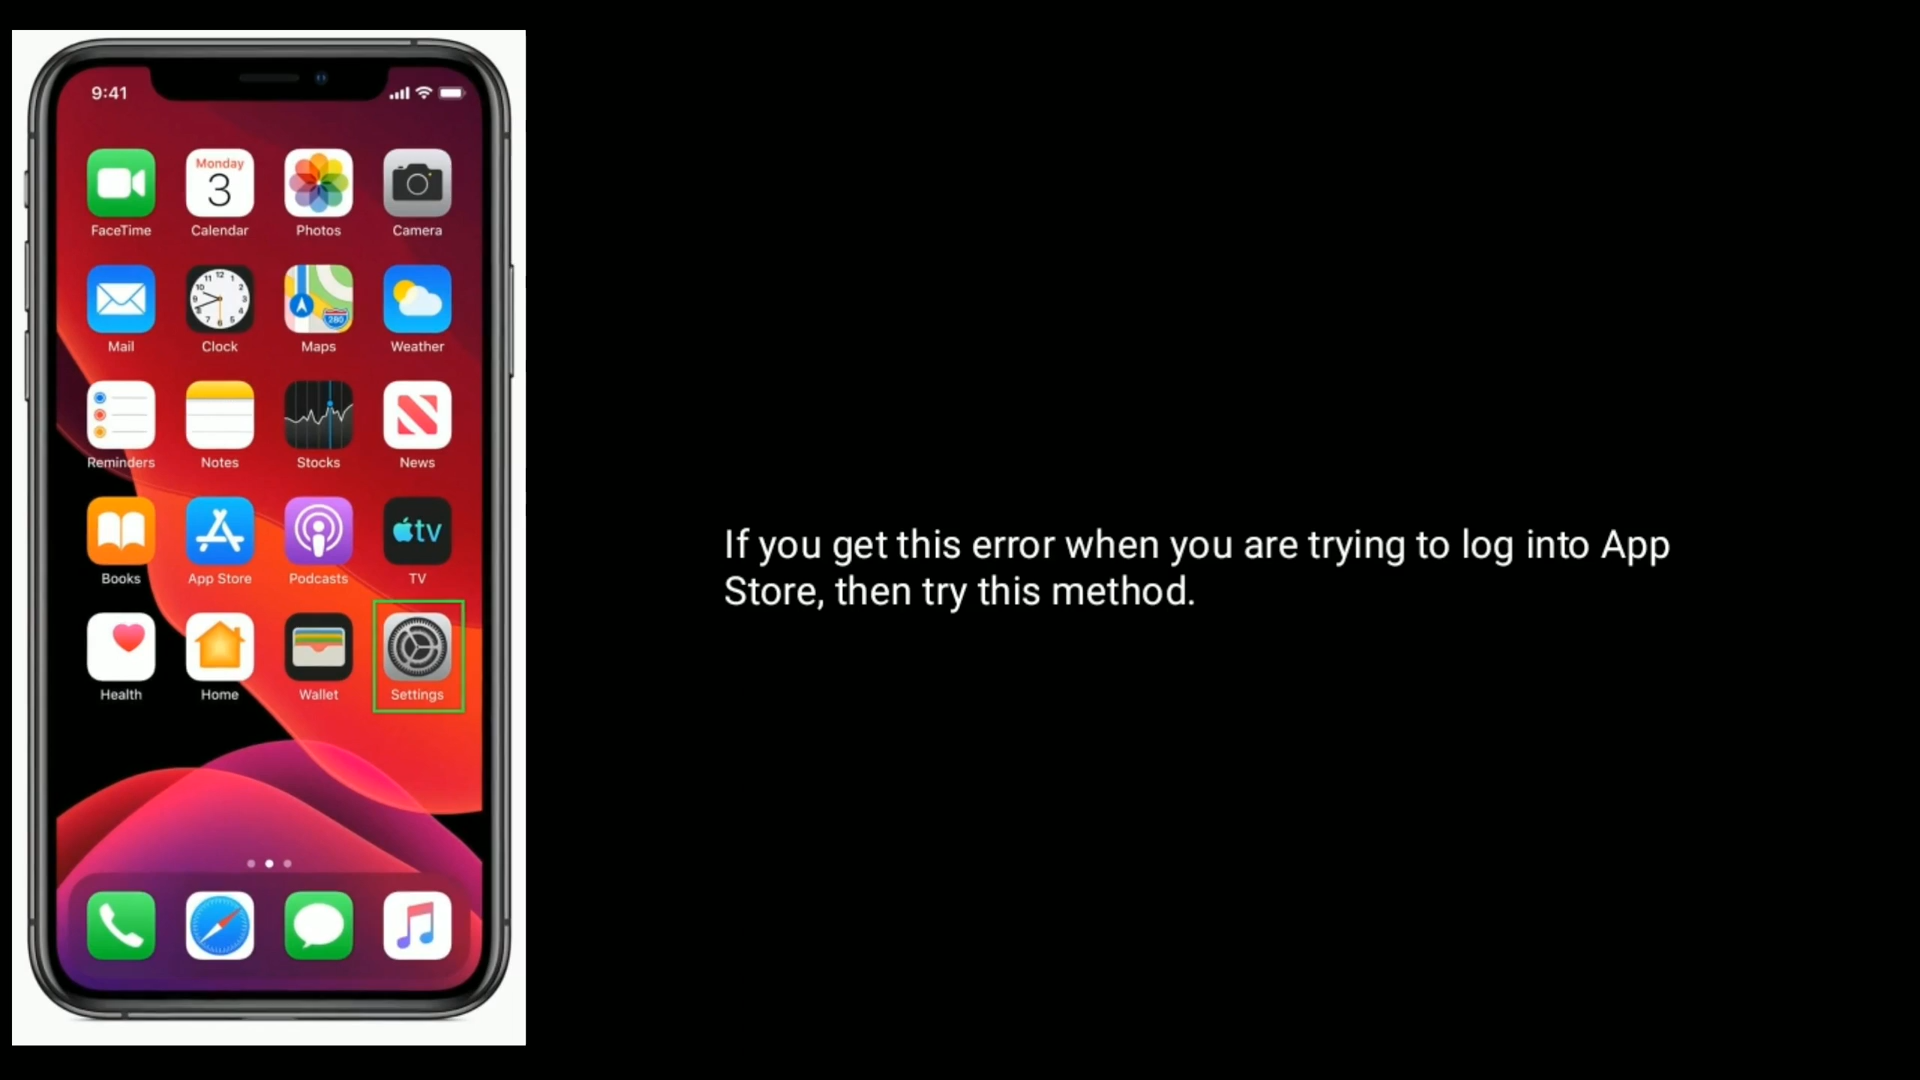 9:41
FaceTime
Monday
3
Calendar
Photos
Camera
Mail
Clock
280
Maps
Weather
Reminders
Notes
Stocks
News
Books
App Store
Podcasts
tv
TV
Health
Home
Wallet
Settings
If you get this error when you are trying to log into App
Store, then try this method.